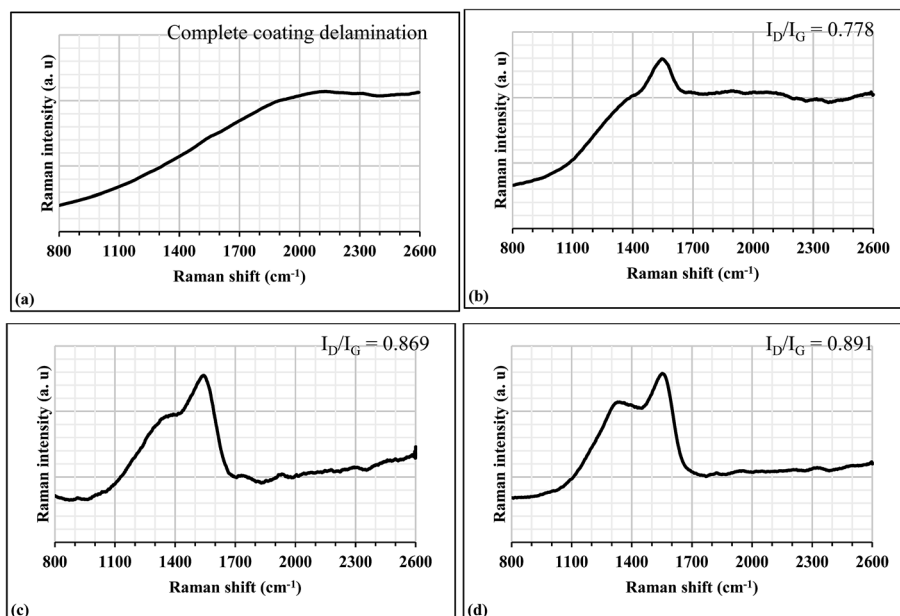 Complete coating delamination
Raman intensity (a. u)
800 1100 1400 1700 2000 2300 2600
Raman shift (cm⁻¹)
(a)
I_D/I_G = 0.778
Raman intensity (a. u)
800 1100 1400 1700 2000 2300 2600
Raman shift (cm⁻¹)
(b)
I_D/I_G = 0.869
Raman intensity (a. u)
800 1100 1400 1700 2000 2300 2600
Raman shift (cm⁻¹)
(c)
I_D/I_G = 0.891
Raman intensity (a. u)
800 1100 1400 1700 2000 2300 2600
Raman shift (cm⁻¹)
(d)